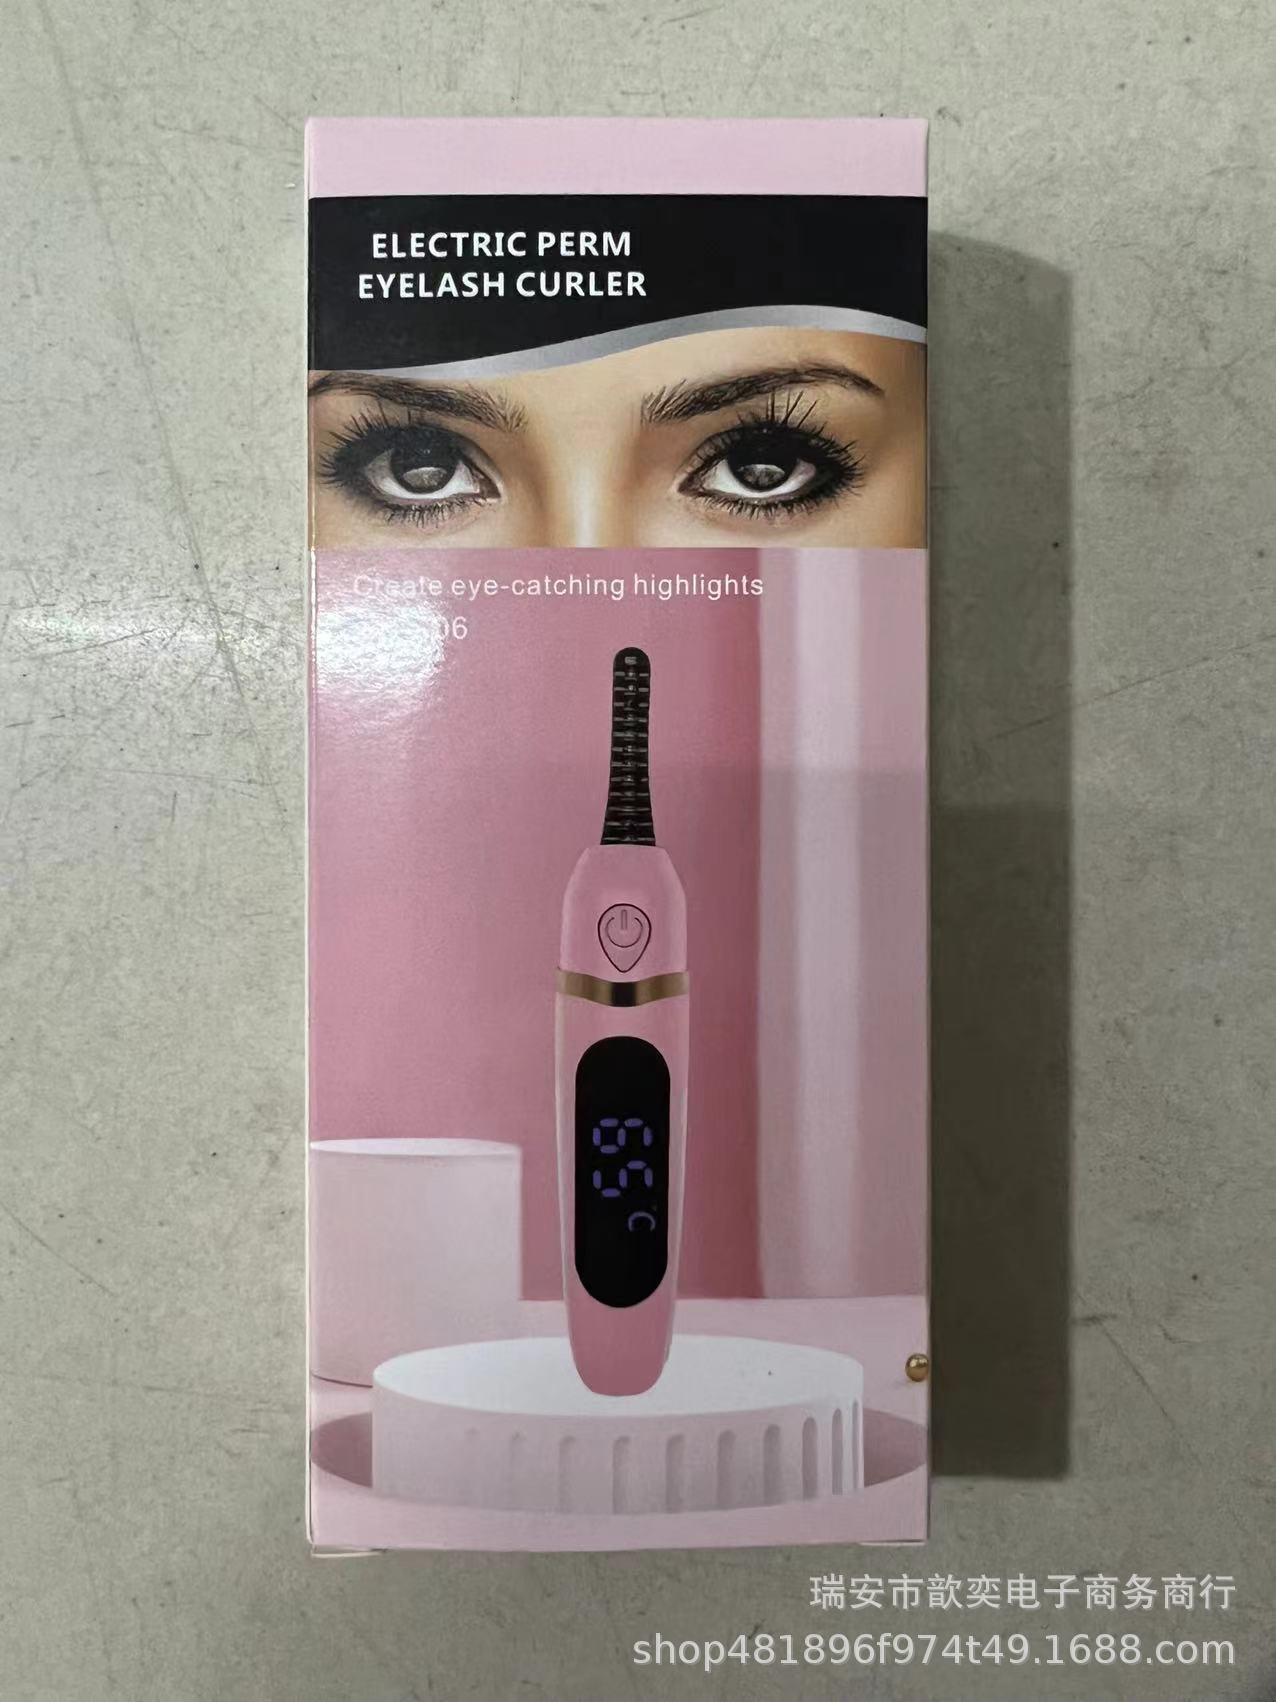 ELECTRIC PERM
EYELASH CURLER
Create eye-catching highlights
65°C
瑞安市歆奕电子商务商行
shop481896f974t49.1688.com